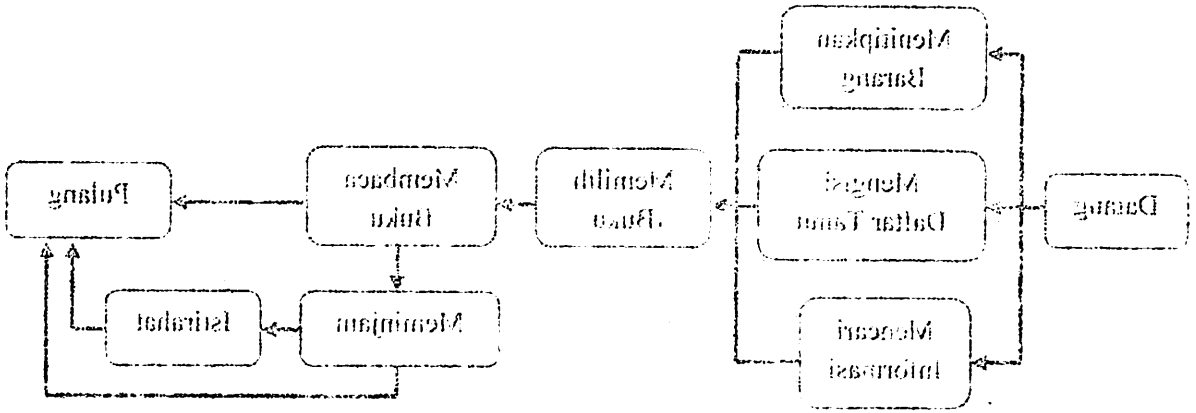 Datang
Menitipkan
Barang
Mengisi
Daftar Tamu
Mencari
Informasi
Memilih
Buku
Membaca
Buku
Meminjam
Istirahat
Pulang